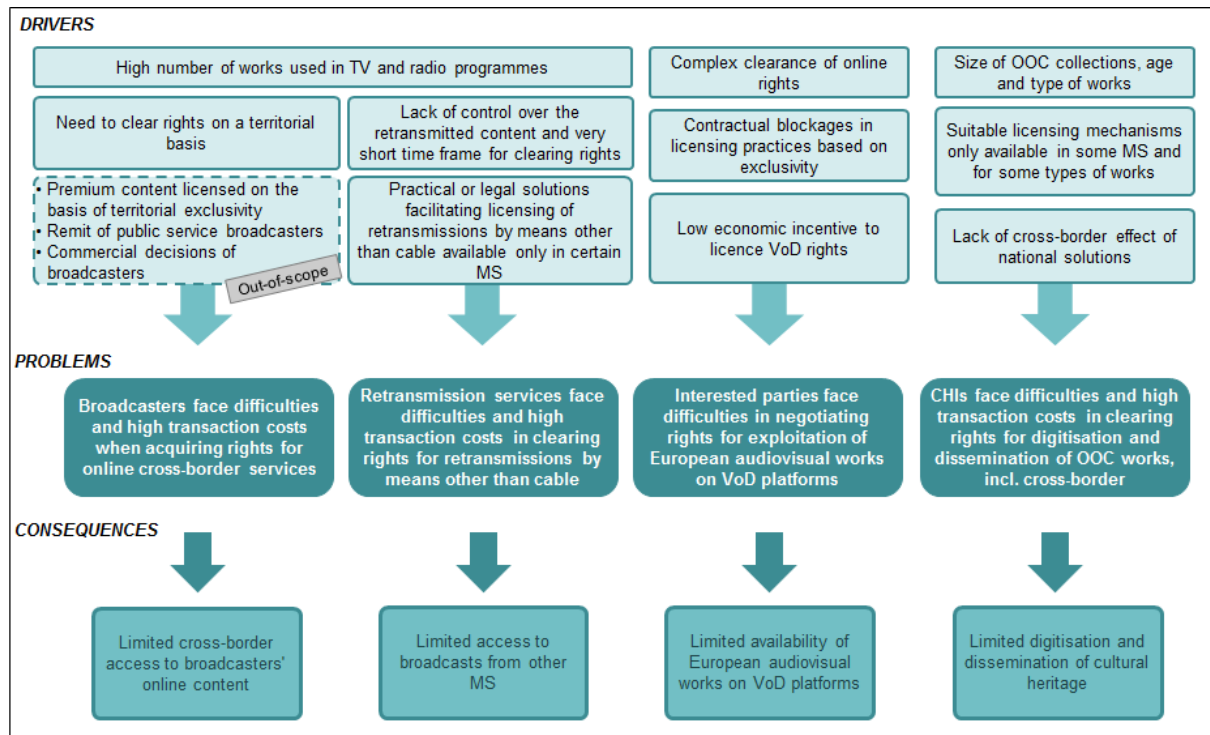 DRIVERS
High number of works used in TV and radio programmes
Need to clear rights on a territorial
basis
• Premium content licensed on the
basis of territorial exclusivity
• Remit of public service broadcasters
• Commercial decisions of
broadcasters
Out-of-scope
Lack of control over the
retransmitted content and very
short time frame for clearing rights
Practical or legal solutions
facilitating licensing of
retransmissions by means other
than cable available only in certain
MS
Complex clearance of online
rights
Contractual blockages in
licensing practices based on
exclusivity
Low economic incentive to
licence VoD rights
Size of OOC collections, age
and type of works
Suitable licensing mechanisms
only available in some MS and
for some types of works
Lack of cross-border effect of
national solutions
PROBLEMS
Broadcasters face difficulties
and high transaction costs
when acquiring rights for
online cross-border services
Retransmission services face
difficulties and high
transaction costs in clearing
rights for retransmissions by
means other than cable
Interested parties face
difficulties in negotiating
rights for exploitation of
European audiovisual works
on VoD platforms
CHIs face difficulties and high
transaction costs in clearing
rights for digitisation and
dissemination of OOC works,
incl. cross-border
CONSEQUENCES
Limited cross-border
access to broadcasters'
online content
Limited access to
broadcasts from other
MS
Limited availability of
European audiovisual
works on VoD platforms
Limited digitisation and
dissemination of cultural
heritage